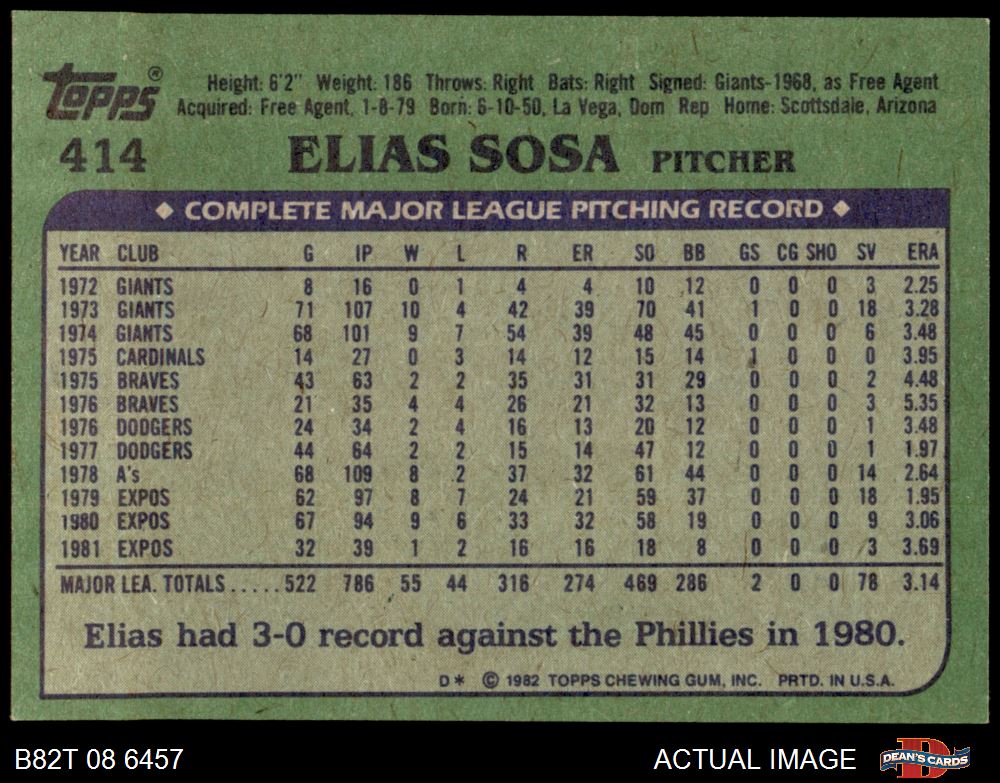 Topps®
Height: 6'2" Weight: 186 Throws: Right Bats: Right Signed: Giants-1968, as Free Agent
Acquired: Free Agent, 1-8-79 Born: 6-10-50, La Vega, Dom Rep Home: Scottsdale, Arizona
414 ELIAS SOSA PITCHER
◆ COMPLETE MAJOR LEAGUE PITCHING RECORD ◆
YEAR CLUB G IP W L R ER SO BB GS CG SHO SV ERA
1972 GIANTS 8 16 0 1 4 4 10 12 0 0 0 3 2.25
1973 GIANTS 71 107 10 4 42 39 70 41 1 0 0 18 3.28
1974 GIANTS 68 101 9 7 54 39 48 45 0 0 0 6 3.48
1975 CARDINALS 14 27 0 3 14 12 15 14 1 0 0 0 3.95
1975 BRAVES 43 63 2 2 35 31 31 29 0 0 0 2 4.48
1976 BRAVES 21 35 4 4 26 21 32 13 0 0 0 3 5.35
1976 DODGERS 24 34 2 4 16 13 20 12 0 0 0 1 3.48
1977 DODGERS 44 64 2 2 15 14 47 12 0 0 0 1 1.97
1978 A's 68 109 8 2 37 32 61 44 0 0 0 14 2.64
1979 EXPOS 62 97 8 7 24 21 59 37 0 0 0 18 1.95
1980 EXPOS 67 94 9 6 33 32 58 19 0 0 0 9 3.06
1981 EXPOS 32 39 1 2 16 16 18 8 0 0 0 3 3.69
MAJOR LEA. TOTALS.....522 786 55 44 316 274 469 286 2 0 0 78 3.14
Elias had 3-0 record against the Phillies in 1980.
D* © 1982 TOPPS CHEWING GUM, INC. PRTD. IN U.S.A.
B82T 08 6457 ACTUAL IMAGE DEAN'S CARDS